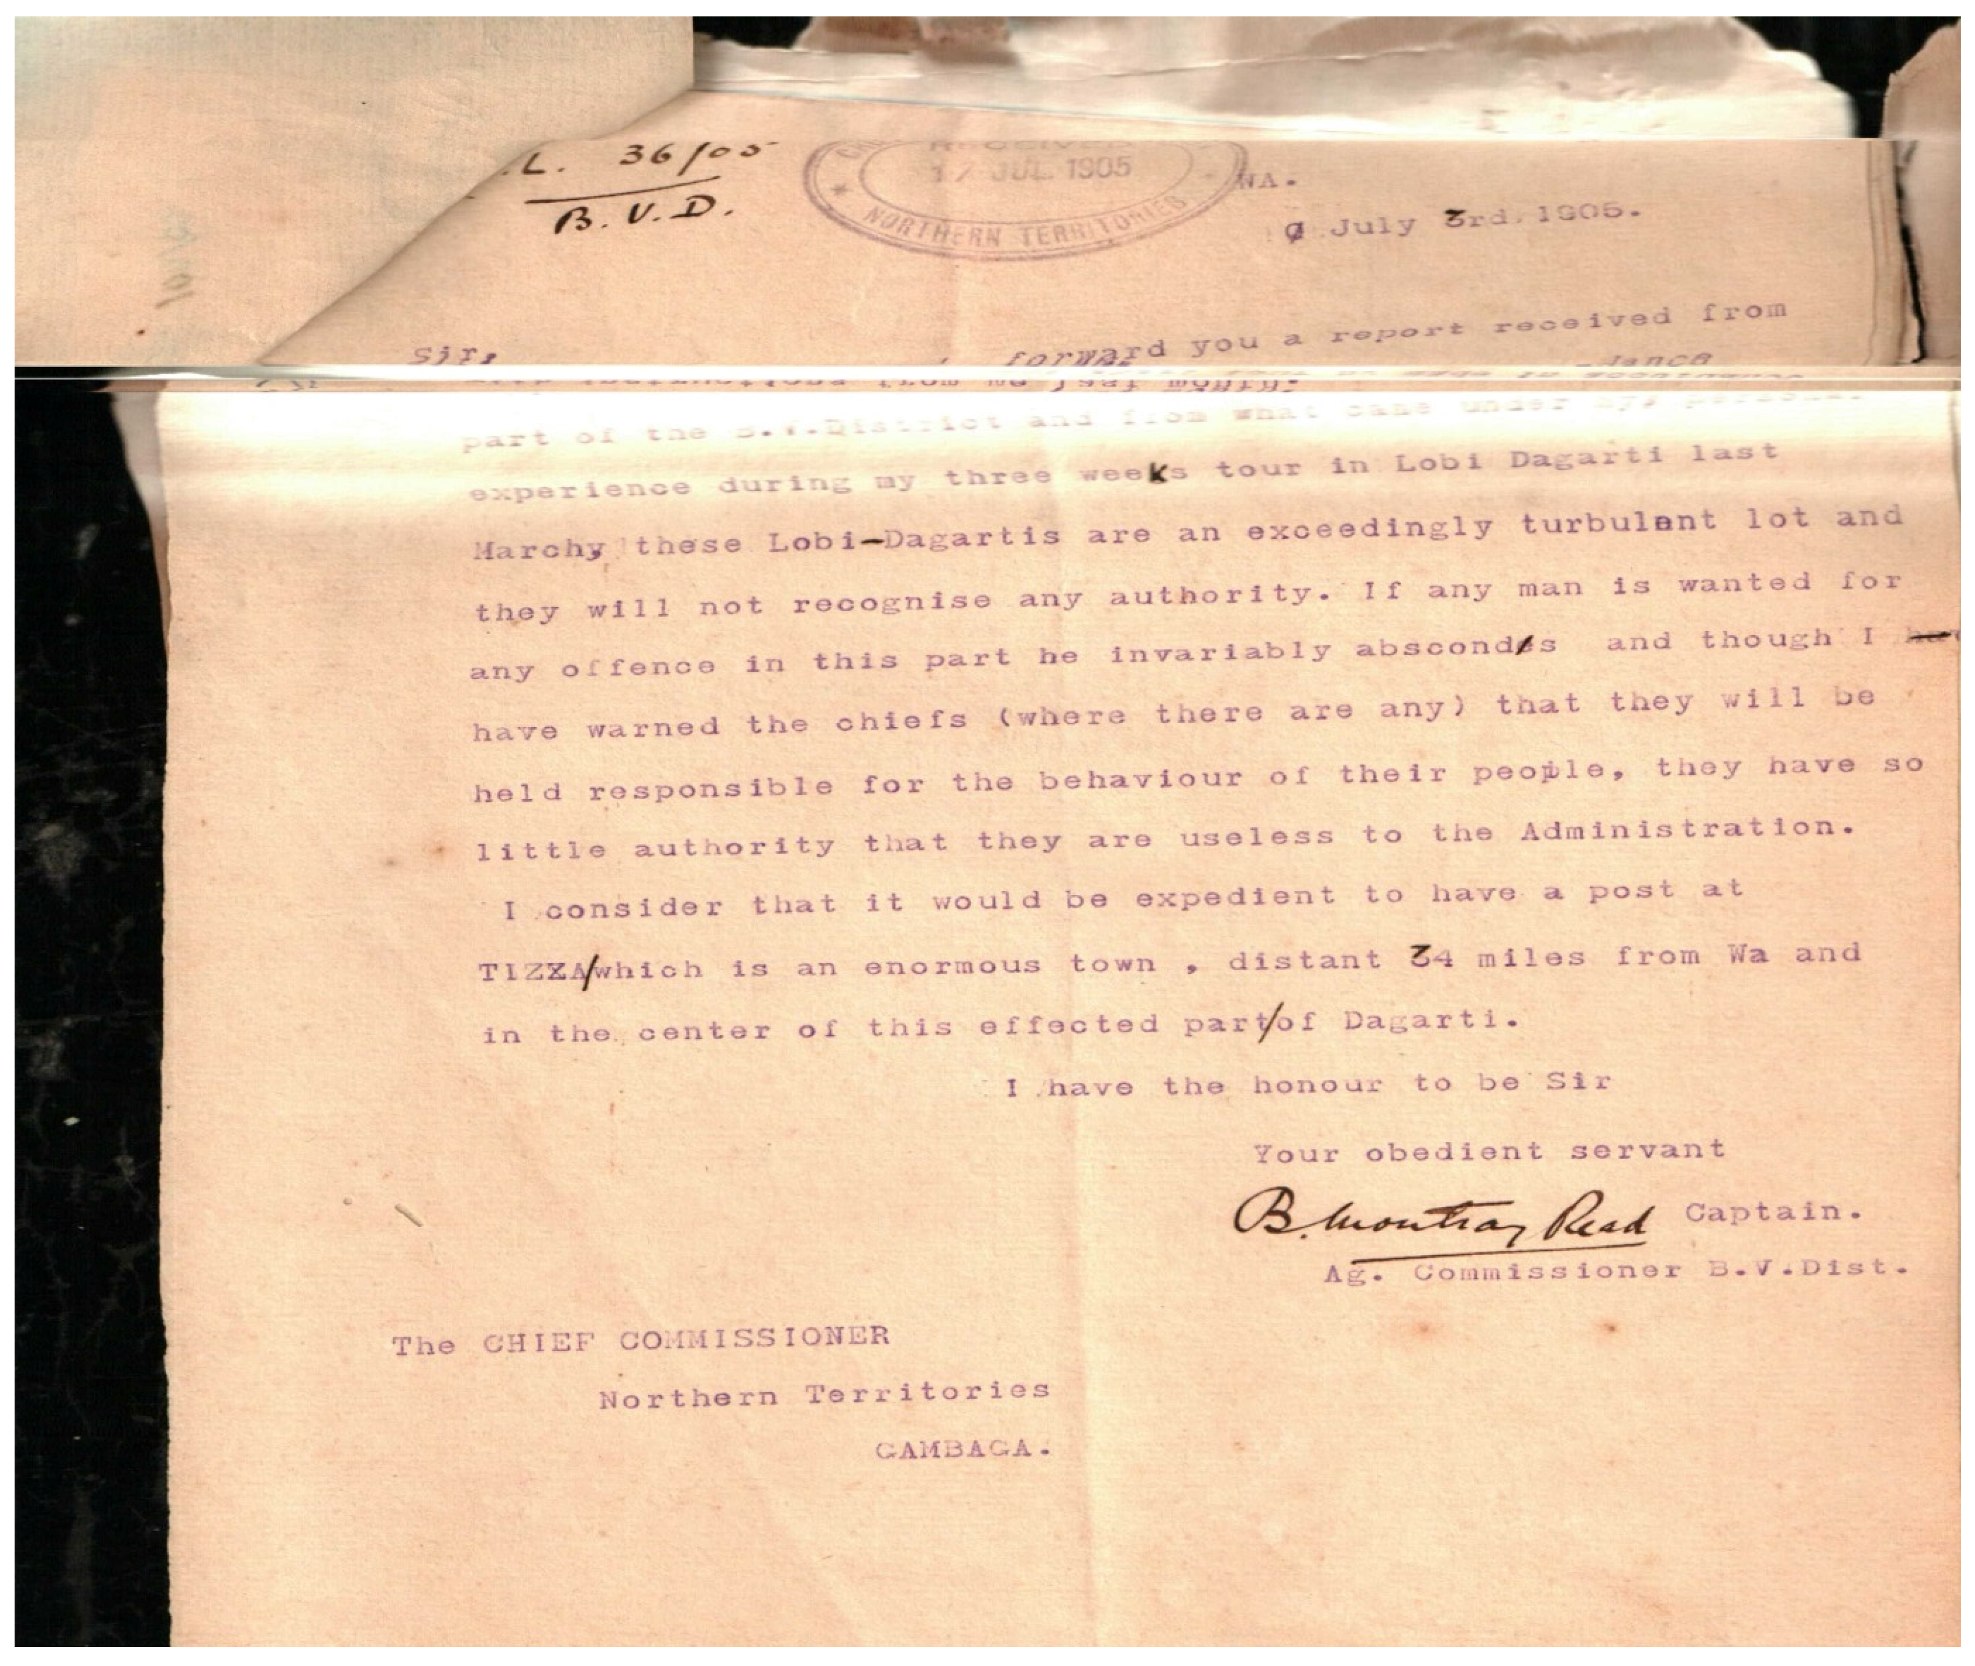 L. 36/05
B.V.D.
RECEIVED
17 JUL. 1905
NORTHERN TERRITORIES
WA.
July 3rd. 1905.
Sir,
forward you a report received from
part of the B.V.District and from what came under my
experience during my three weeks tour in Lobi Dagarti last
March, these Lobi-Dagartis are an exceedingly turbulent lot and
they will not recognise any authority. If any man is wanted for
any offence in this part he invariably absconds and though I
have warned the chiefs (where there are any) that they will be
held responsible for the behaviour of their people, they have so
little authority that they are useless to the Administration.
I consider that it would be expedient to have a post at
TIZZA/which is an enormous town , distant 34 miles from Wa and
in the center of this effected part/of Dagarti.
I have the honour to be Sir
Your obedient servant
B. Moutray Read Captain.
Ag. Commissioner B.V.Dist.
The CHIEF COMMISSIONER
Northern Territories
GAMBAGA.